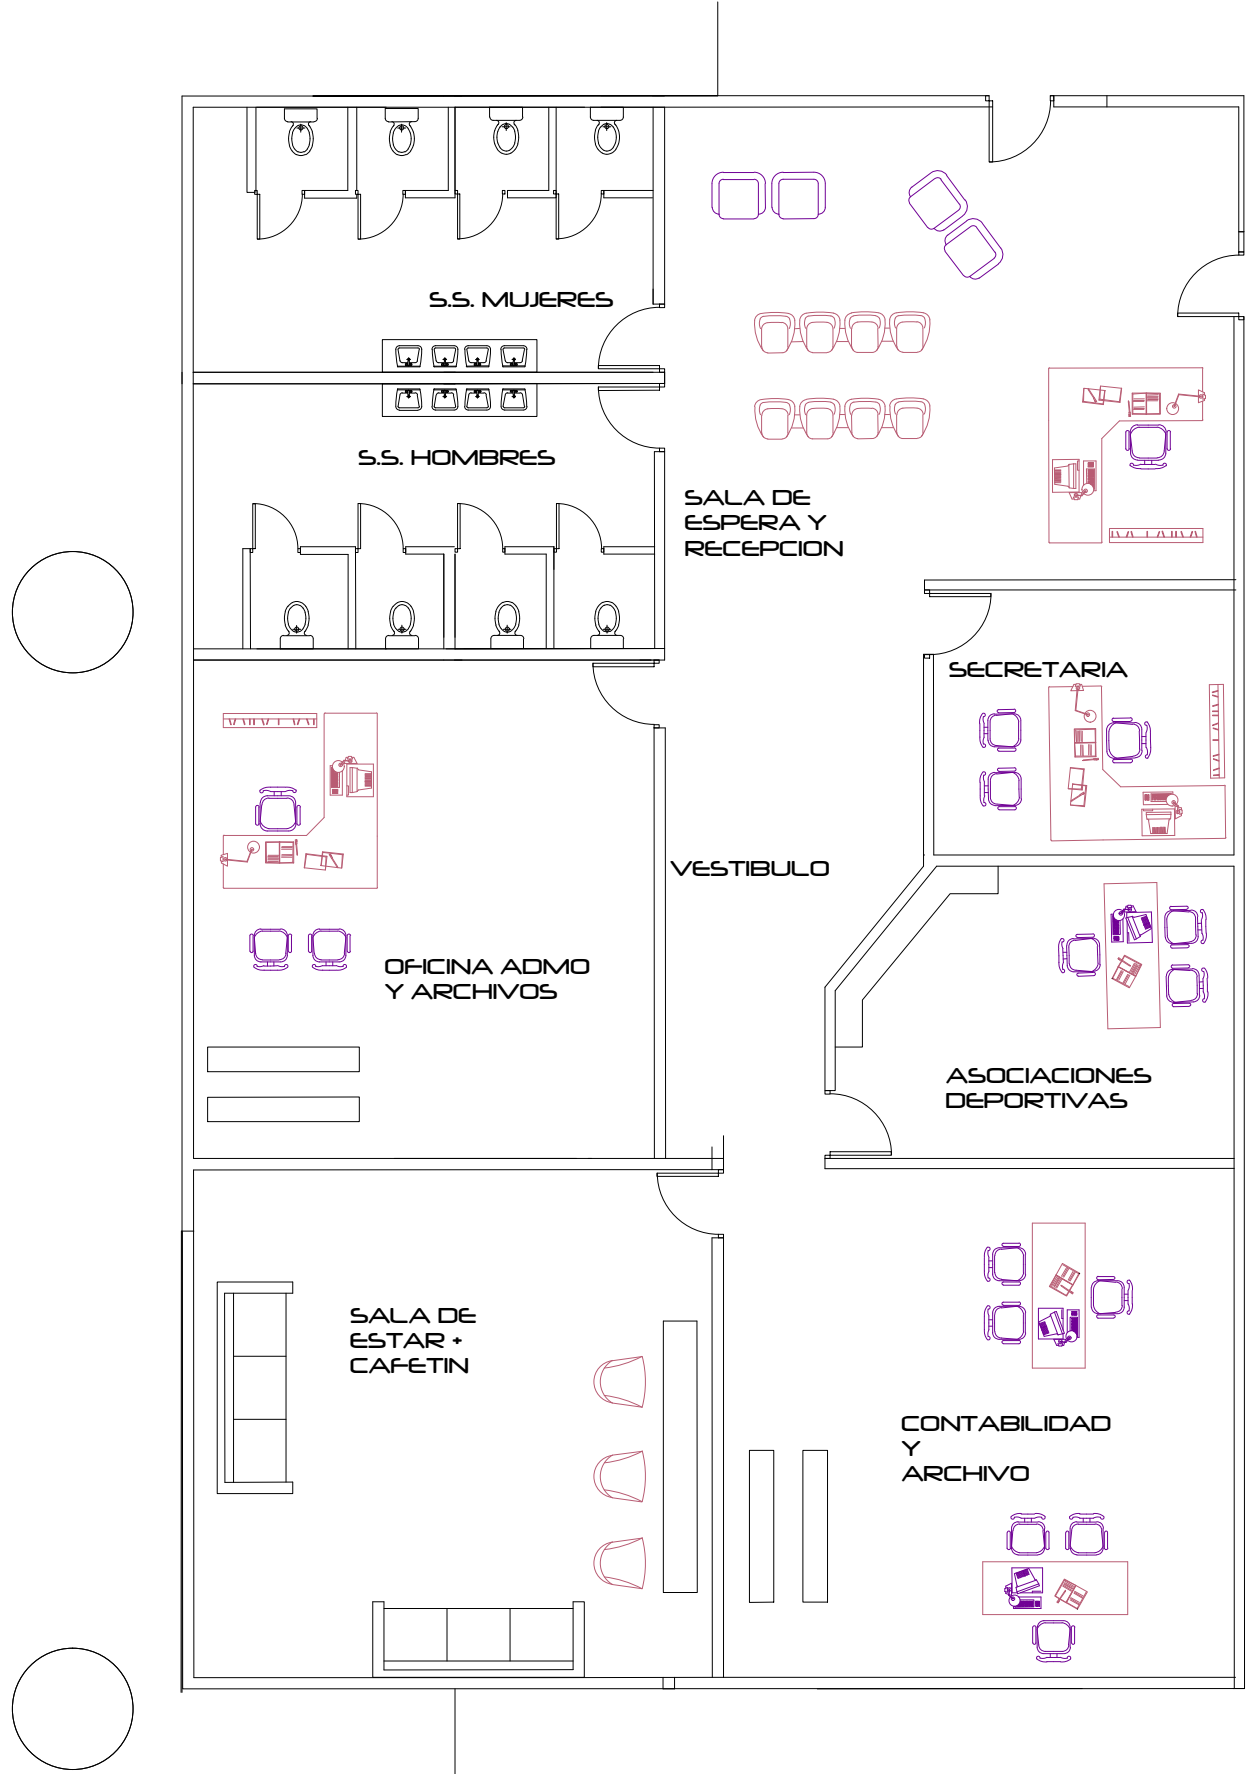 S.S. MUJERES
S.S. HOMBRES
SALA DE
ESPERA Y
RECEPCION
SECRETARIA
VESTIBULO
OFICINA ADMO
Y ARCHIVOS
ASOCIACIONES
DEPORTIVAS
SALA DE
ESTAR +
CAFETIN
CONTABILIDAD
Y
ARCHIVO